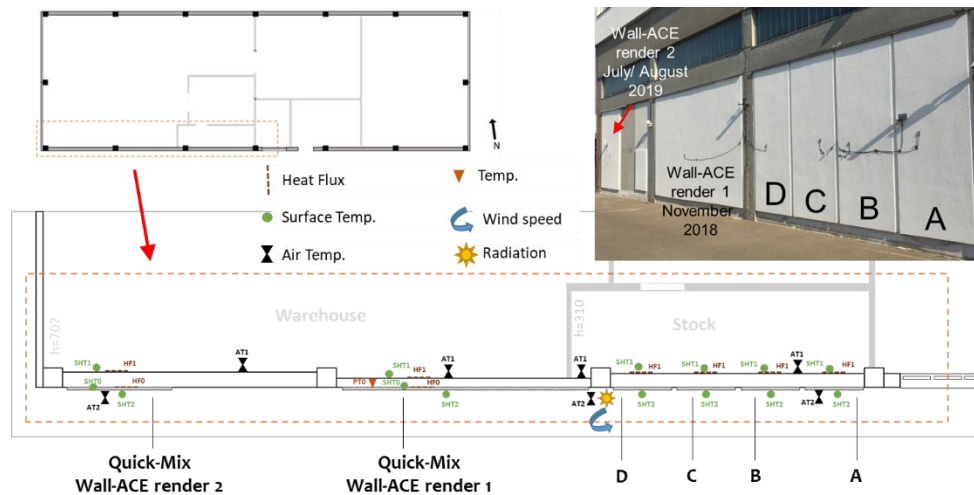 N
Heat Flux
Temp.
Surface Temp.
Wind speed
Air Temp.
Radiation
Wall-ACE
render 2
July/ August
2019
Wall-ACE
render 1
November
2018
D
C
B
A
h=707
Warehouse
h=310
Stock
SHT1
HF1
AT1
SHT0
HF0
AT2
SHT2
SHT1
HF1
AT1
PT0
SHT0
HF0
SHT2
AT1
AT2
SHT1
HF1
SHT2
SHT1
HF1
SHT2
SHT1
HF1
SHT2
AT1
SHT1
HF1
AT2
SHT2
Quick-Mix
Wall-ACE render 2
Quick-Mix
Wall-ACE render 1
D
C
B
A